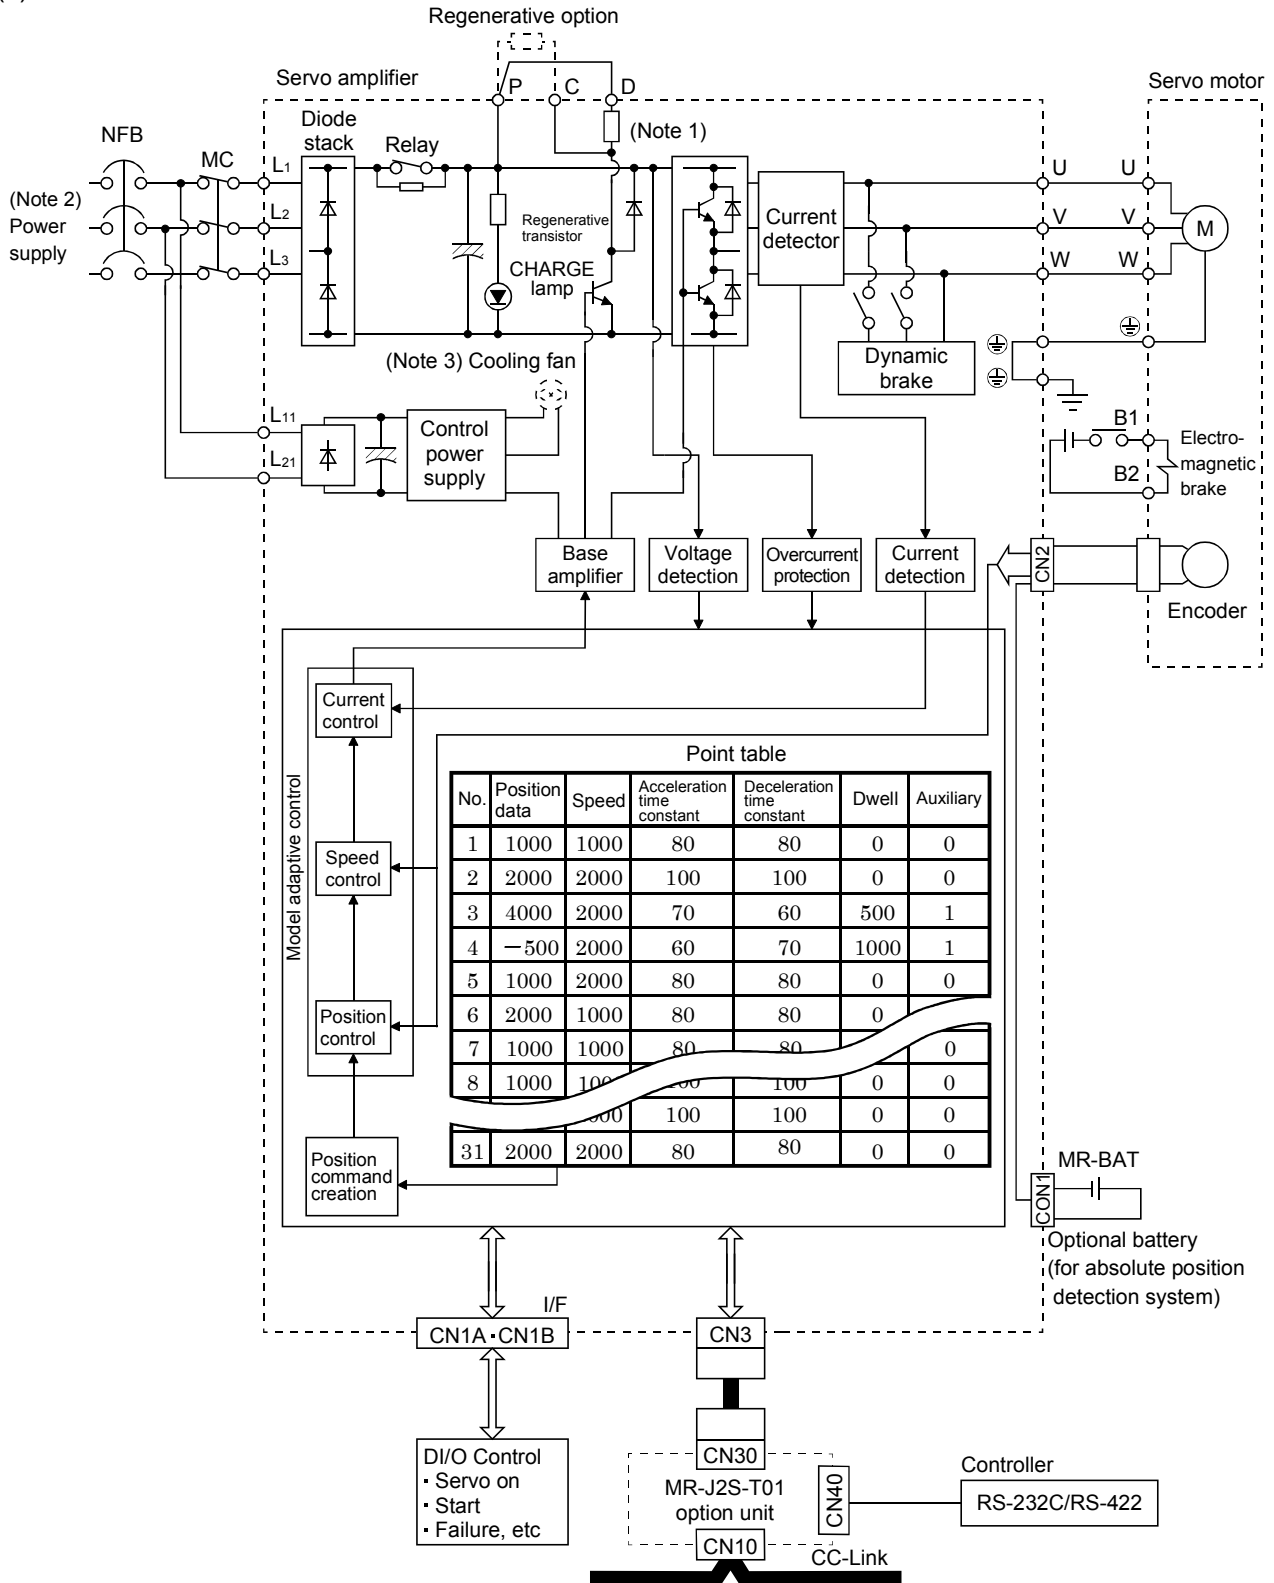 Regenerative option
Servo amplifier
P
C
D
Servo motor
NFB
MC
Diode
stack
Relay
(Note 1)
(Note 2)
Power
supply
L1
L2
L3
Regenerative
transistor
CHARGE
lamp
Current
detector
U
U
V
V
W
W
M
(Note 3) Cooling fan
Dynamic
brake
L11
L21
Control
power
supply
B1
B2
Electro-
magnetic
brake
Base
amplifier
Voltage
detection
Overcurrent
protection
Current
detection
CN2
Encoder
Model adaptive control
Current
control
Speed
control
Position
control
Position
command
creation
Point table
No. Position data Speed Acceleration time constant Deceleration time constant Dwell Auxiliary
1 1000 1000 80 80 0 0
2 2000 2000 100 100 0 0
3 4000 2000 70 60 500 1
4 −500 2000 60 70 1000 1
5 1000 2000 80 80 0 0
6 2000 1000 80 80 0
7 1000 1000 80 80 0
8 1000 100 100 0 0
100 100 0 0
31 2000 2000 80 80 0 0
MR-BAT
CON1
Optional battery
(for absolute position
detection system)
I/F
CN1A・CN1B
CN3
DI/O Control
・Servo on
・Start
・Failure, etc
CN30
MR-J2S-T01
option unit
CN40
CN10
CC-Link
Controller
RS-232C/RS-422